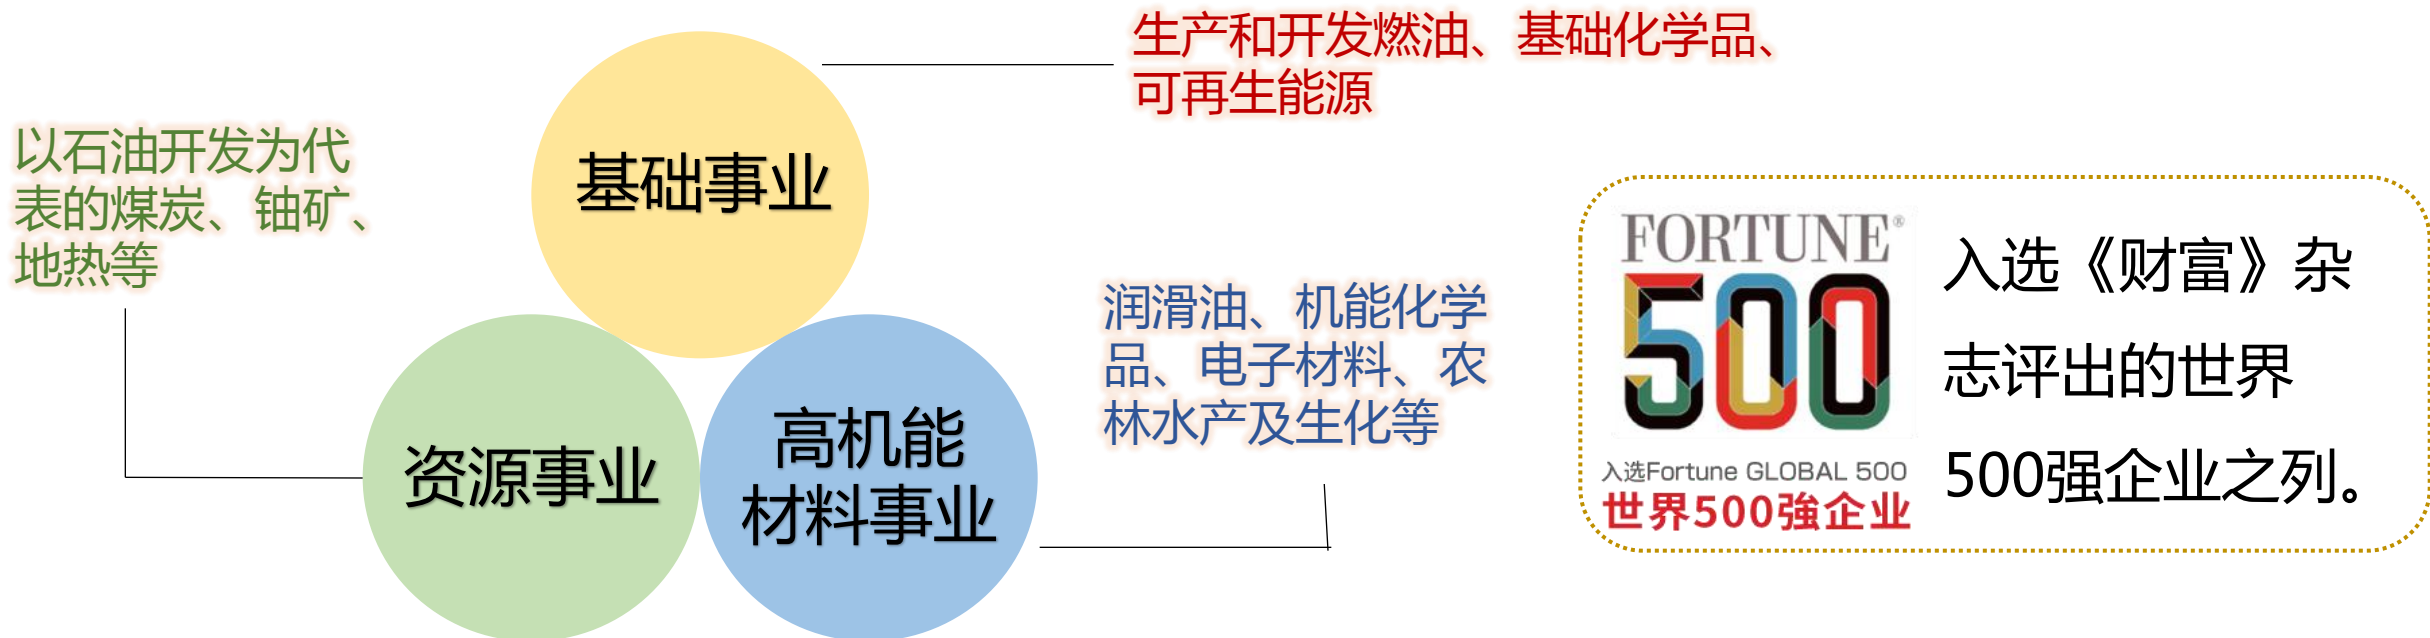 生产和开发燃油、基础化学品、
可再生能源
以石油开发为代
表的煤炭、铀矿、
地热等
基础事业
资源事业
高机能
材料事业
润滑油、机能化学
品、电子材料、农
林水产及生化等
FORTUNE®
500
入选Fortune GLOBAL 500
世界500強企业
入选《财富》杂
志评出的世界
500强企业之列。